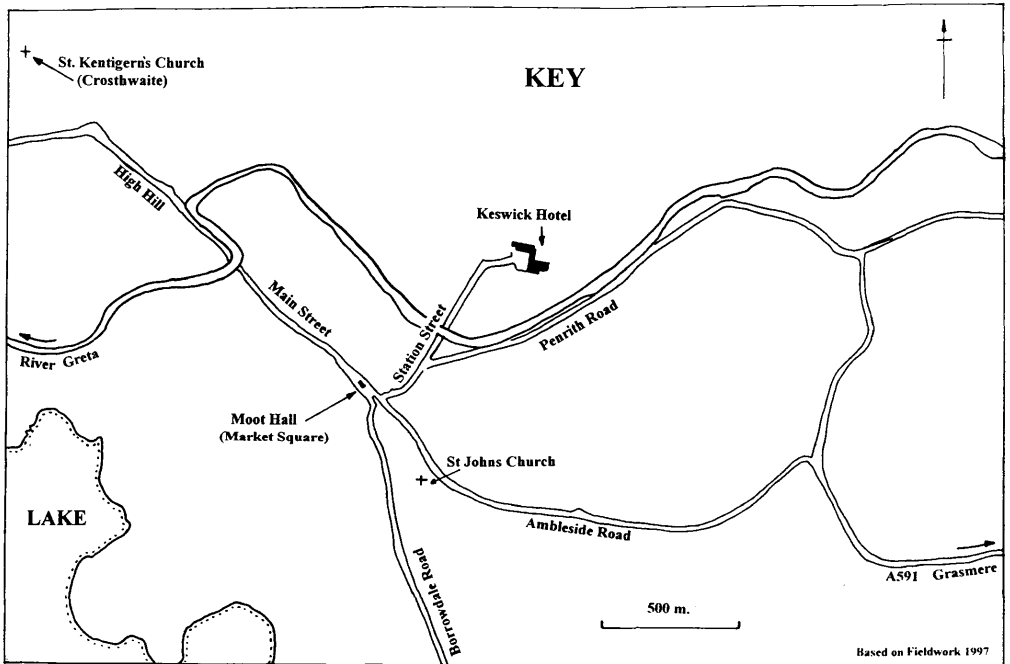 St. Kentigern's Church
(Crosthwaite)
KEY
High Hill
Keswick Hotel
Main Street
Station Street
Penrith Road
River Greta
Moot Hall
(Market Square)
St Johns Church
LAKE
Ambleside Road
Borrowdale Road
A591 Grasmere
500 m.
Based on Fieldwork 1997